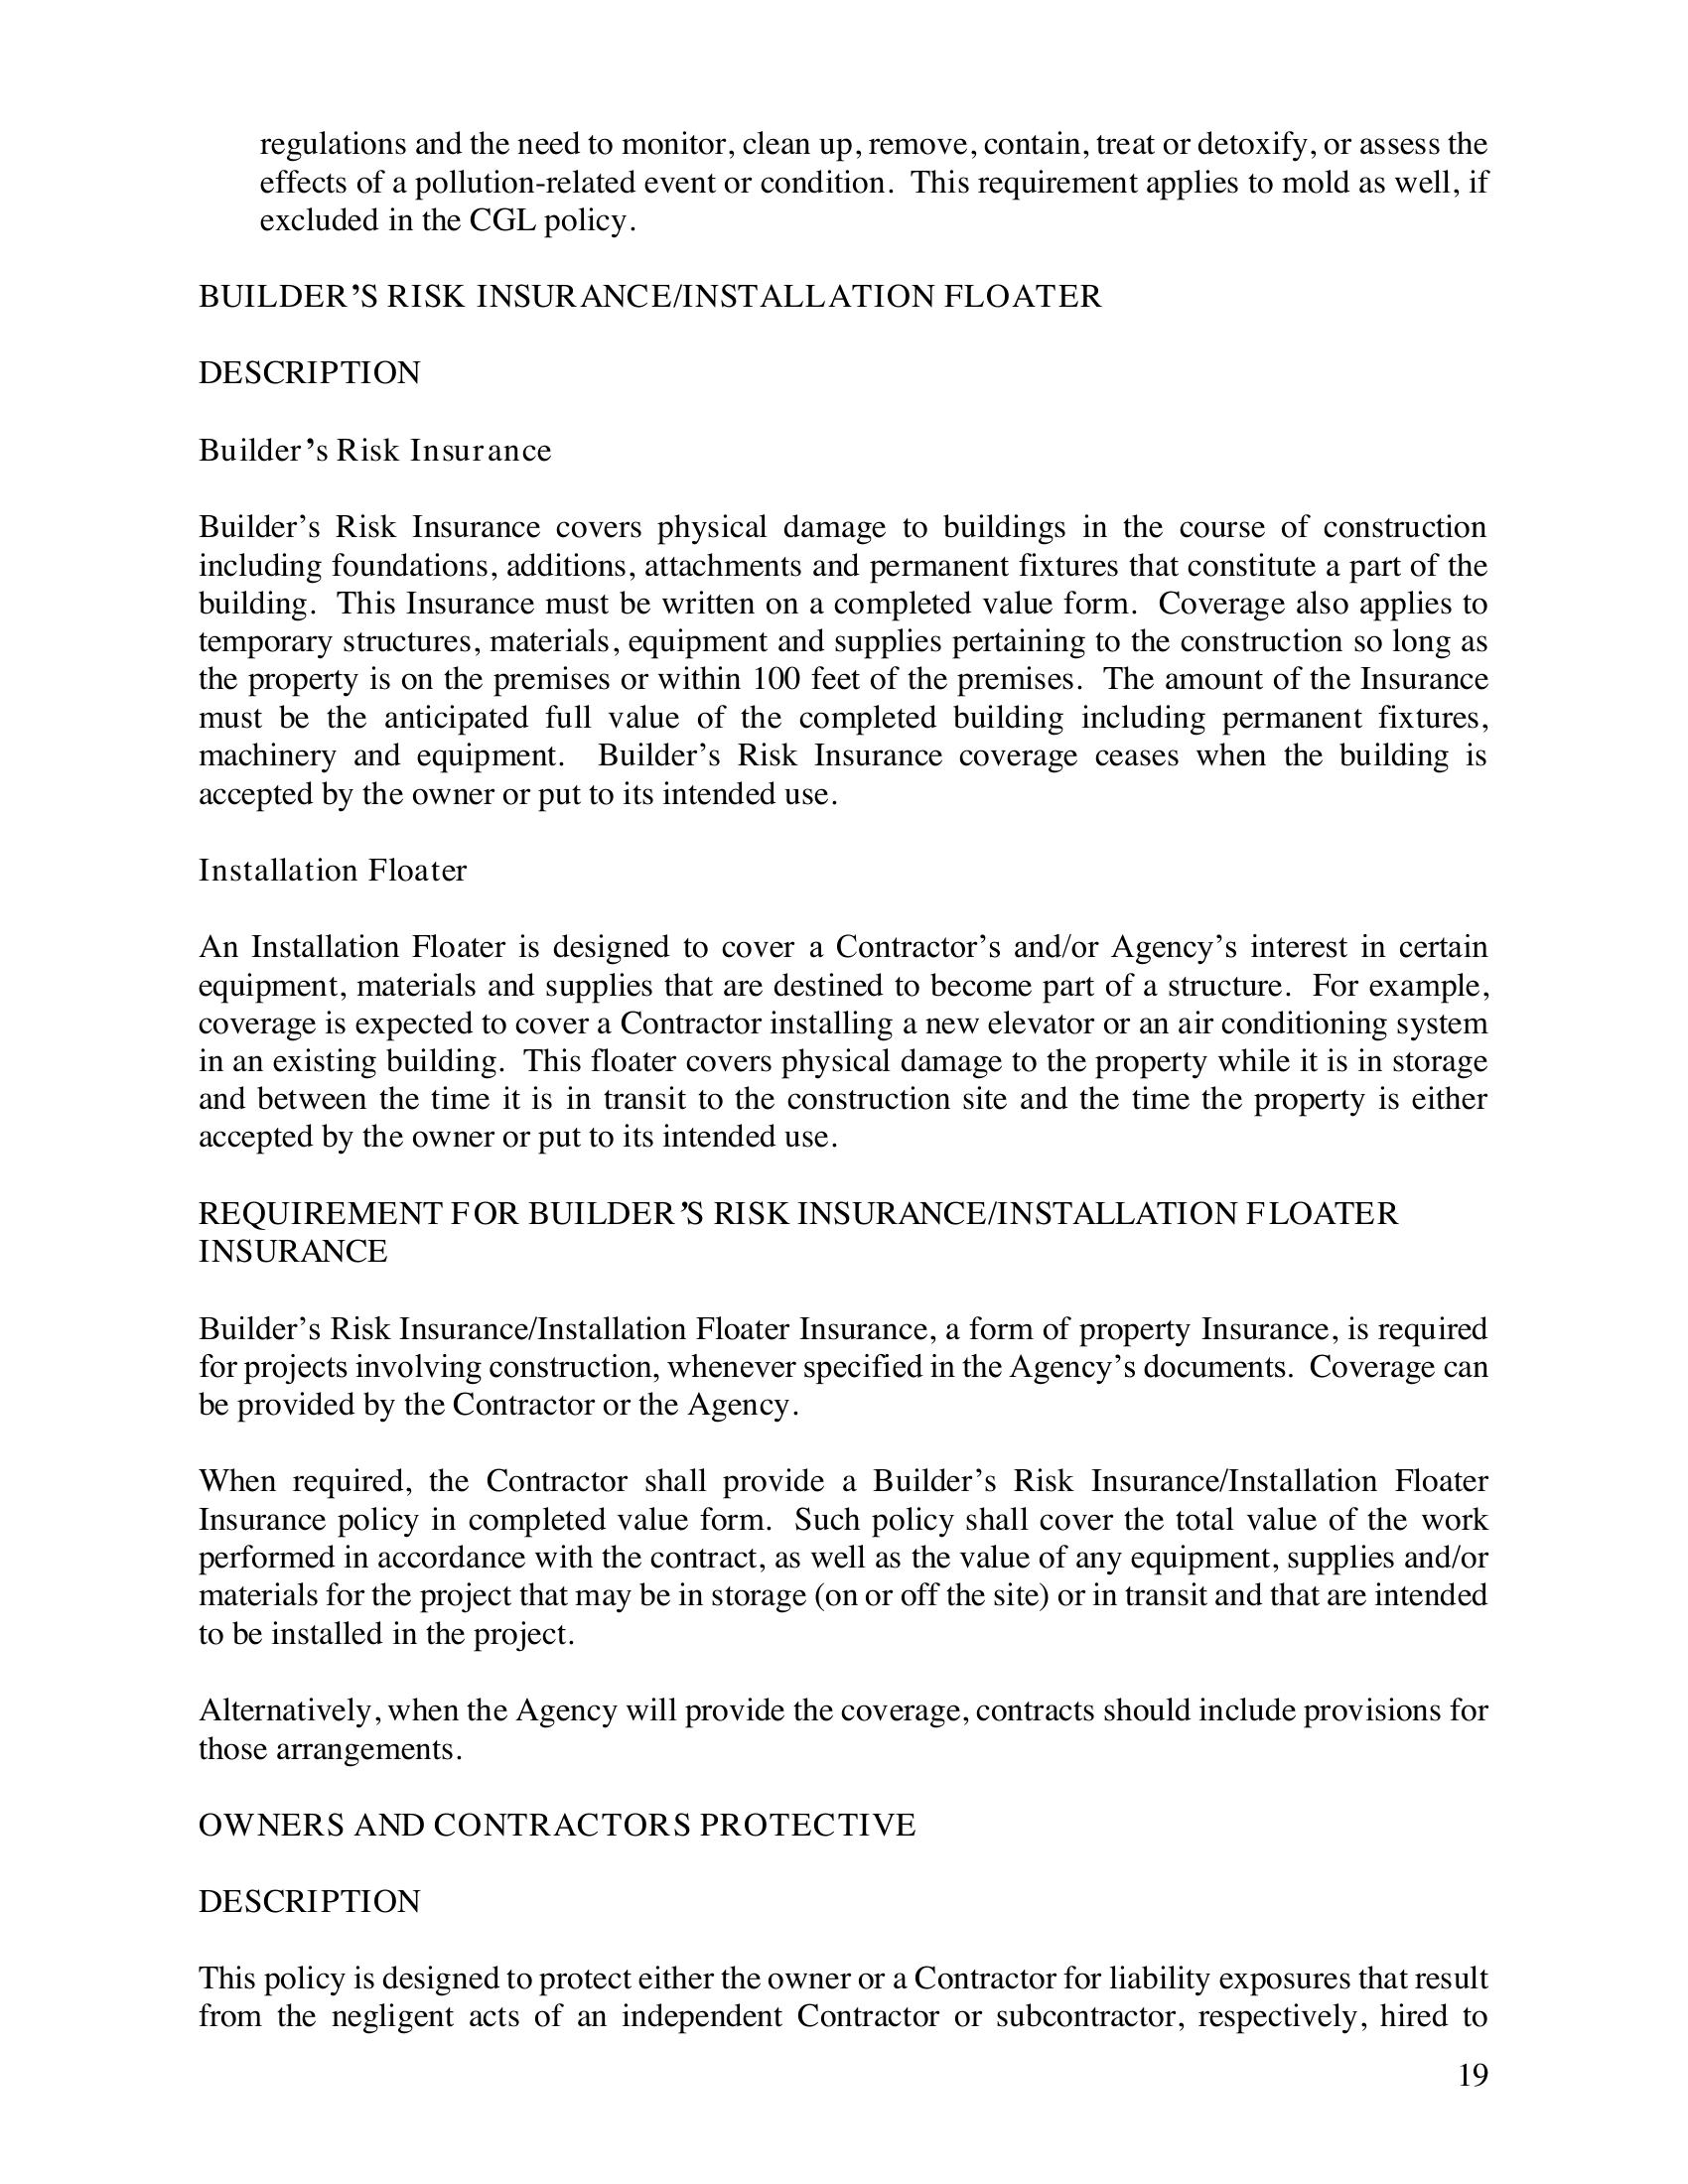 regulations and the need to monitor, clean up, remove, contain, treat or detoxify, or assess the
effects of a pollution-related event or condition.  This requirement applies to mold as well, if
excluded in the CGL policy.
BUILDER’S RISK INSURANCE/INSTALLATION FLOATER
DESCRIPTION
Builder’s Risk Insurance
Builder’s Risk Insurance covers physical damage to buildings in the course of construction
including foundations, additions, attachments and permanent fixtures that constitute a part of the
building.  This Insurance must be written on a completed value form.  Coverage also applies to
temporary structures, materials, equipment and supplies pertaining to the construction so long as
the property is on the premises or within 100 feet of the premises.  The amount of the Insurance
must be the anticipated full value of the completed building including permanent fixtures,
machinery and equipment.  Builder’s Risk Insurance coverage ceases when the building is
accepted by the owner or put to its intended use.
Installation Floater
An Installation Floater is designed to cover a Contractor’s and/or Agency’s interest in certain
equipment, materials and supplies that are destined to become part of a structure.  For example,
coverage is expected to cover a Contractor installing a new elevator or an air conditioning system
in an existing building.  This floater covers physical damage to the property while it is in storage
and between the time it is in transit to the construction site and the time the property is either
accepted by the owner or put to its intended use.
REQUIREMENT FOR BUILDER’S RISK INSURANCE/INSTALLATION FLOATER
INSURANCE
Builder’s Risk Insurance/Installation Floater Insurance, a form of property Insurance, is required
for projects involving construction, whenever specified in the Agency’s documents.  Coverage can
be provided by the Contractor or the Agency.
When required, the Contractor shall provide a Builder’s Risk Insurance/Installation Floater
Insurance policy in completed value form.  Such policy shall cover the total value of the work
performed in accordance with the contract, as well as the value of any equipment, supplies and/or
materials for the project that may be in storage (on or off the site) or in transit and that are intended
to be installed in the project.
Alternatively, when the Agency will provide the coverage, contracts should include provisions for
those arrangements.
OWNERS AND CONTRACTORS PROTECTIVE
DESCRIPTION
This policy is designed to protect either the owner or a Contractor for liability exposures that result
from the negligent acts of an independent Contractor or subcontractor, respectively, hired to
19